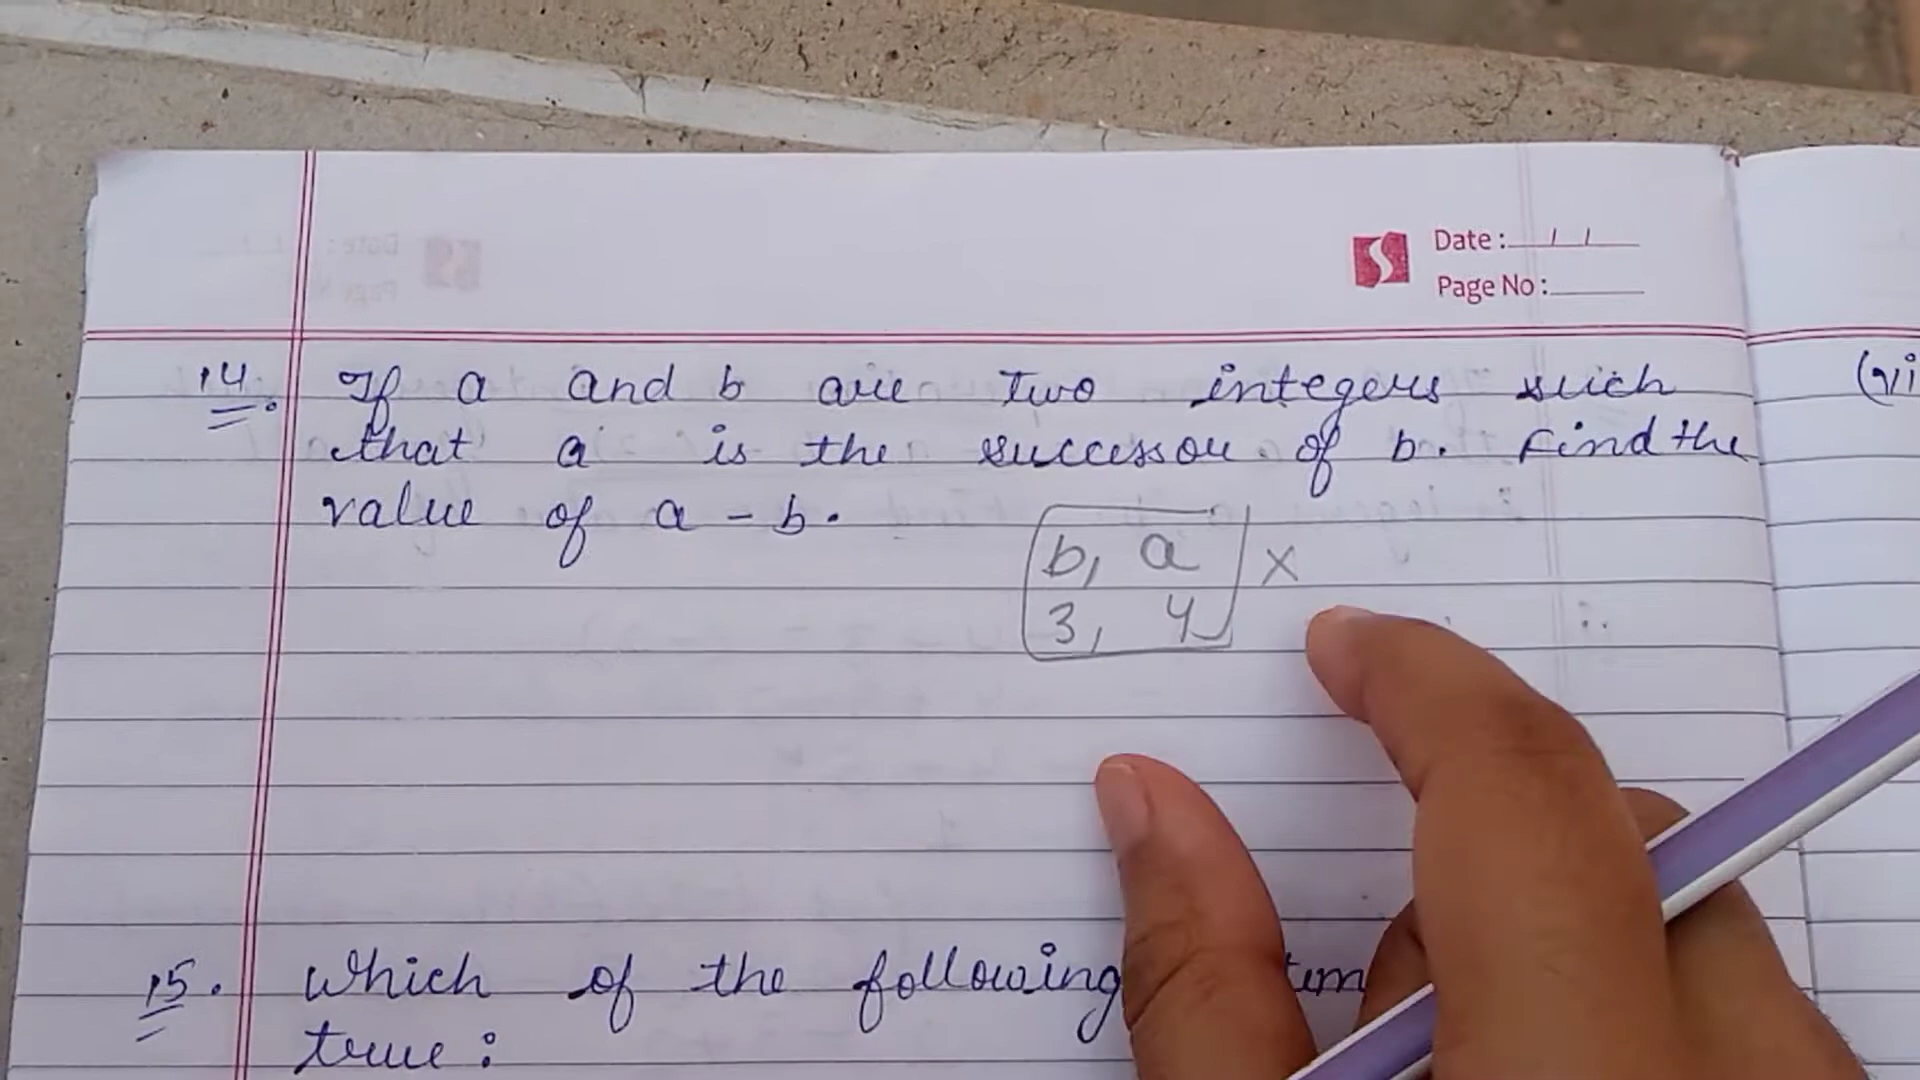 Date : / /
Page No :
14. If a and b are two integers such
that a is the successor of b. Find the
value of a - b.
b, a ×
3, 4
15. Which of the following
true :
(vi